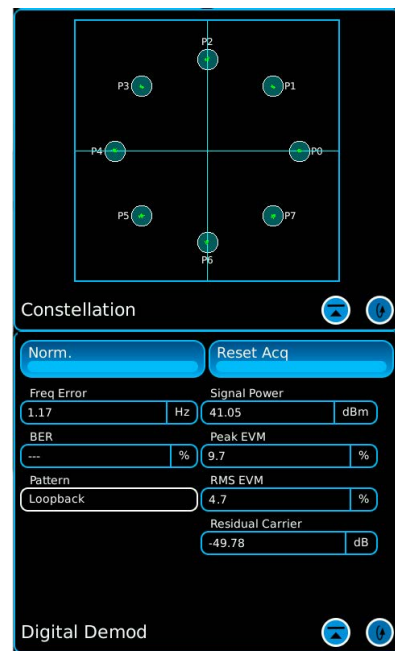 P2
P3
P1
P4
P0
P5
P7
P6
Constellation
Norm. Reset Acq
Freq Error Signal Power
1.17 Hz 41.05 dBm
BER Peak EVM
--- % 9.7 %
Pattern RMS EVM
Loopback 4.7 %
Residual Carrier
-49.78 dB
Digital Demod